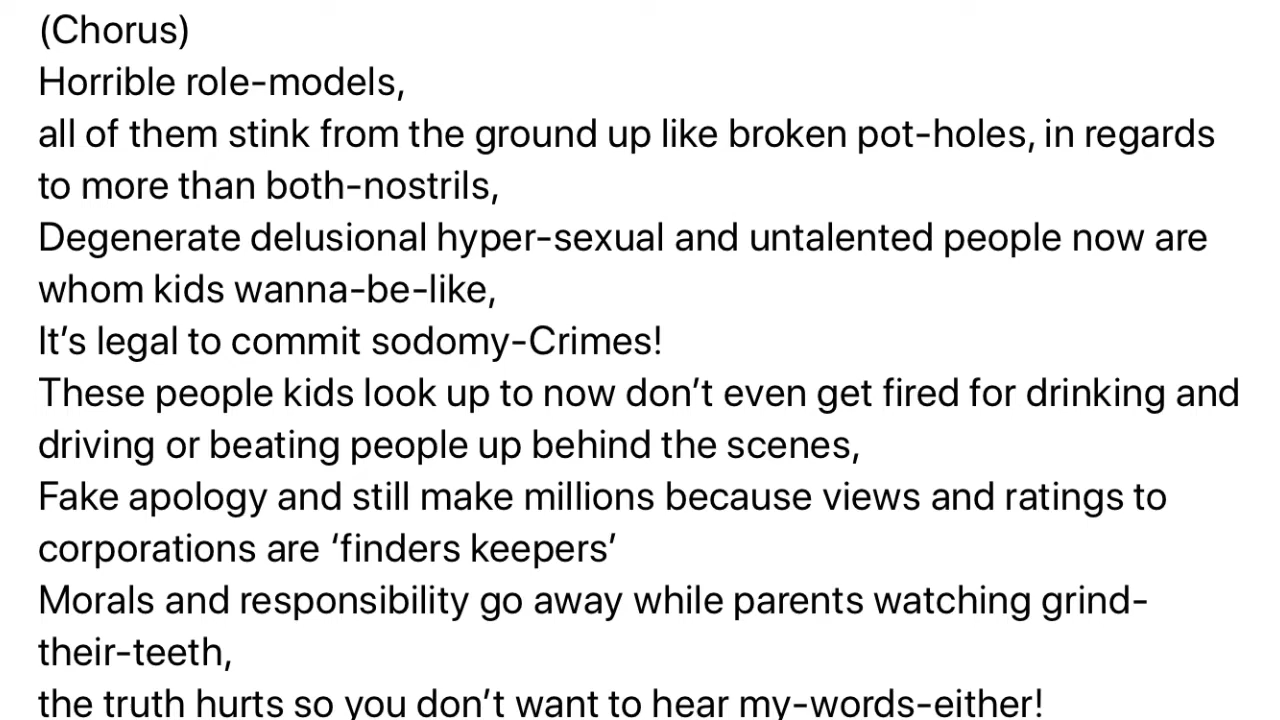 (Chorus)
Horrible role-models,
all of them stink from the ground up like broken pot-holes, in regards
to more than both-nostrils,
Degenerate delusional hyper-sexual and untalented people now are
whom kids wanna-be-like,
It’s legal to commit sodomy-Crimes!
These people kids look up to now don’t even get fired for drinking and
driving or beating people up behind the scenes,
Fake apology and still make millions because views and ratings to
corporations are ‘finders keepers’
Morals and responsibility go away while parents watching grind-
their-teeth,
the truth hurts so you don’t want to hear my-words-either!